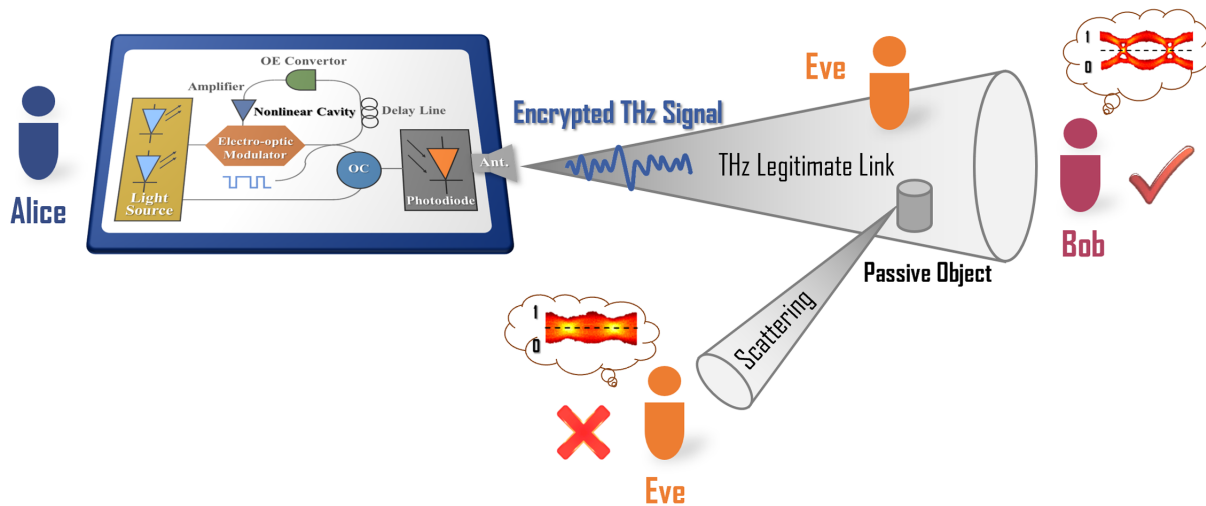 Alice
OE Convertor
Amplifier
Nonlinear Cavity
Delay Line
Electro-optic
Modulator
OC
Light
Source
Photodiode
Ant.
Encrypted THz Signal
THz Legitimate Link
Eve
1
0
Bob
Passive Object
Scattering
1
0
Eve